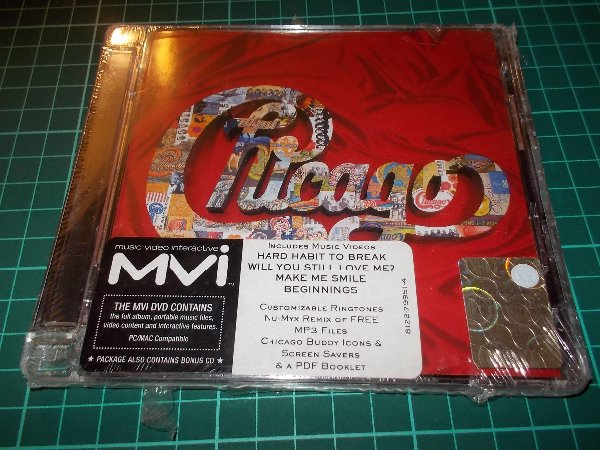 Chicago
music video interactive
MVi
THE MVI DVD CONTAINS
the full album, portable music files,
video content and interactive features.
PC/MAC Compatible
★ PACKAGE ALSO CONTAINS BONUS CD ★
INCLUDES MUSIC VIDEOS
HARD HABIT TO BREAK
WILL YOU STILL LOVE ME?
MAKE ME SMILE
BEGINNINGS
CUSTOMIZABLE RINGTONES
NU-MYX REMIX OF FREE
MP3 FILES
CHICAGO BUDDY ICONS &
SCREEN SAVERS
& A PDF BOOKLET
8122-79951-4